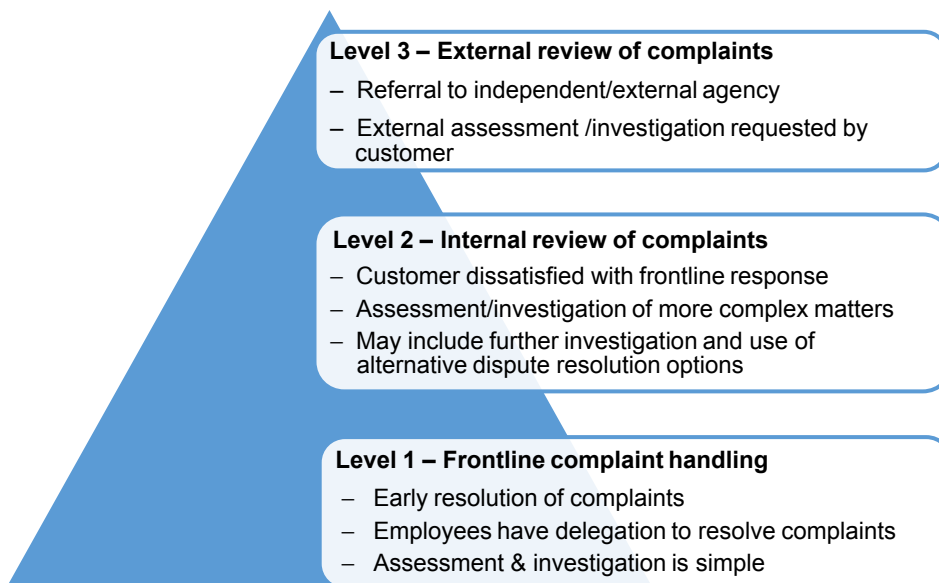 Level 3 – External review of complaints
– Referral to independent/external agency
– External assessment /investigation requested by
customer
Level 2 – Internal review of complaints
– Customer dissatisfied with frontline response
– Assessment/investigation of more complex matters
– May include further investigation and use of
alternative dispute resolution options
Level 1 – Frontline complaint handling
– Early resolution of complaints
– Employees have delegation to resolve complaints
– Assessment & investigation is simple